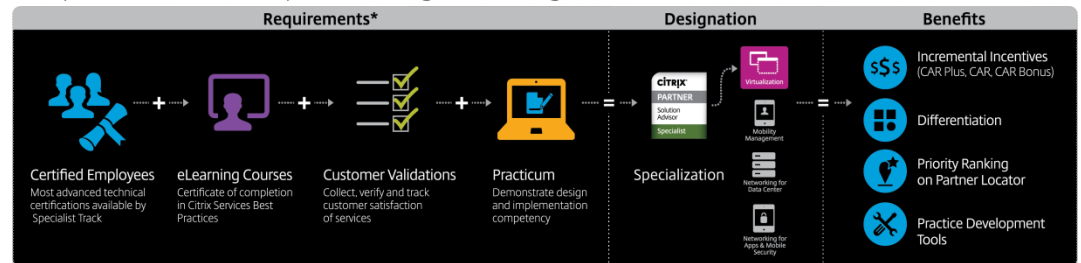 Requirements*
Designation
Benefits
+
+
+
=
=
Certified Employees
Most advanced technical
certifications available by
Specialist Track
eLearning Courses
Certificate of completion
in Citrix Services Best
Practices
Customer Validations
Collect, verify and track
customer satisfaction
of services
Practicum
Demonstrate design
and implementation
competency
CİTRIX
PARTNER
Solution
Advisor
Specialist
Specialization
Virtualization
Mobility
Management
Networking for
Data Center
Networking for
Apps & Mobile
Security
$$$
Incremental Incentives
(CAR Plus, CAR, CAR Bonus)
Differentiation
Priority Ranking
on Partner Locator
Practice Development
Tools